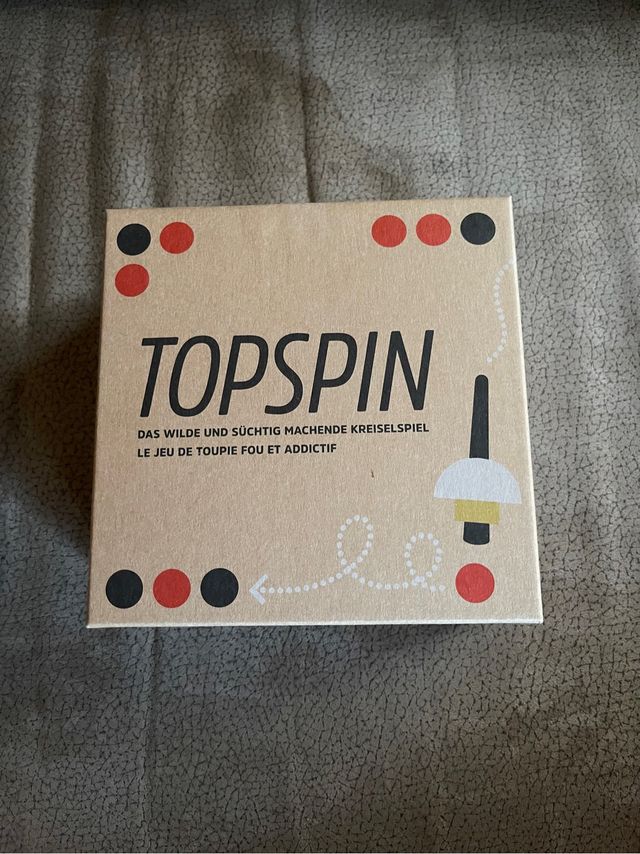 TOPSPIN
DAS WILDE UND SÜCHTIG MACHENDE KREISELSPIEL
LE JEU DE TOUPIE FOU ET ADDICTIF